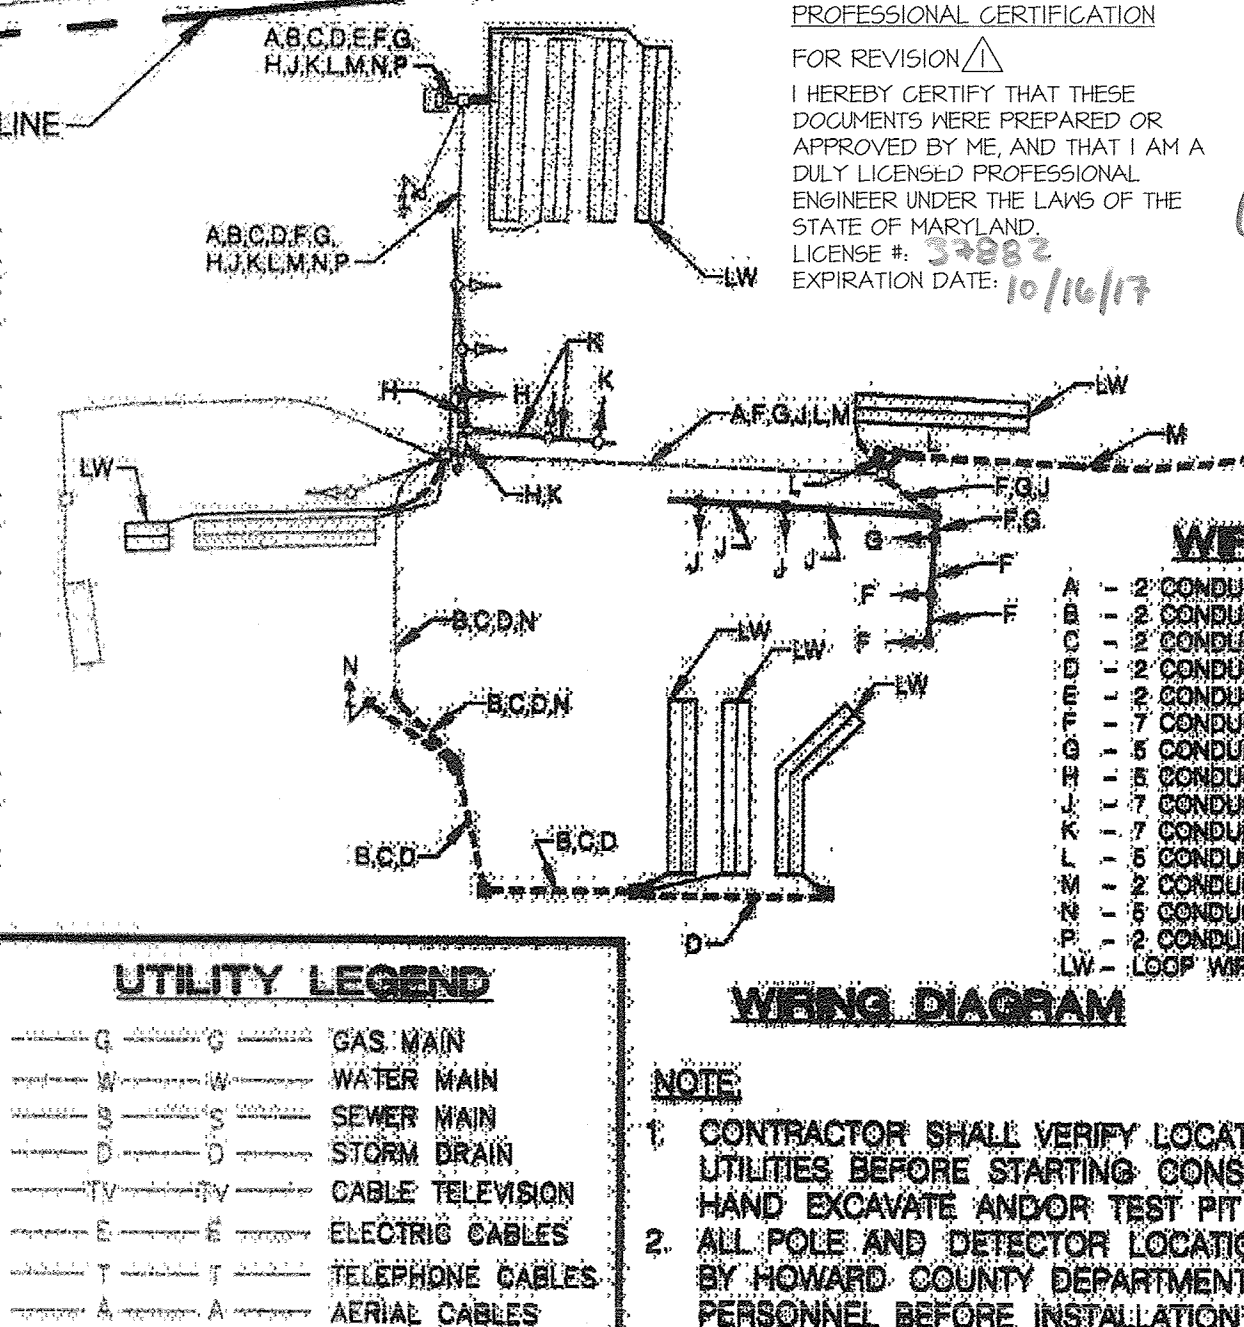 PROFESSIONAL CERTIFICATION
FOR REVISION 1
I HEREBY CERTIFY THAT THESE
DOCUMENTS WERE PREPARED OR
APPROVED BY ME, AND THAT I AM A
DULY LICENSED PROFESSIONAL
ENGINEER UNDER THE LAWS OF THE
STATE OF MARYLAND.
LICENSE #: 37882
EXPIRATION DATE: 10/16/17
LINE
A,B,C,D,E,F,G,
H,J,K,L,M,N,P
A,B,C,D,F,G,
H,J,K,L,M,N,P
LW
K
K
H
H
A,F,G,J,L,M
LW
L
M
LW
H,K
L
F,G,J
F,G
G
J
J
J
J
F
F
F
F
B,C,D,N
LW
LW
LW
N
B,C,D,N
B,C,D
B,C,D
D
WIR
A - 2 CONDU
B - 2 CONDU
C - 2 CONDU
D - 2 CONDU
E - 2 CONDU
F - 7 CONDU
G - 5 CONDU
H - 5 CONDU
J - 7 CONDU
K - 7 CONDU
L - 5 CONDU
M - 2 CONDU
N - 5 CONDU
P - 2 CONDU
LW - LOOP WIR
WIRING DIAGRAM
UTILITY LEGEND
G G GAS MAIN
W W WATER MAIN
S S SEWER MAIN
D D STORM DRAIN
TV TV CABLE TELEVISION
E E ELECTRIC CABLES
T T TELEPHONE CABLES
A A AERIAL CABLES
NOTE:
1. CONTRACTOR SHALL VERIFY LOCAT
UTILITIES BEFORE STARTING CONS
HAND EXCAVATE AND/OR TEST PIT
2. ALL POLE AND DETECTOR LOCATIO
BY HOWARD COUNTY DEPARTMENT
PERSONNEL BEFORE INSTALLATION